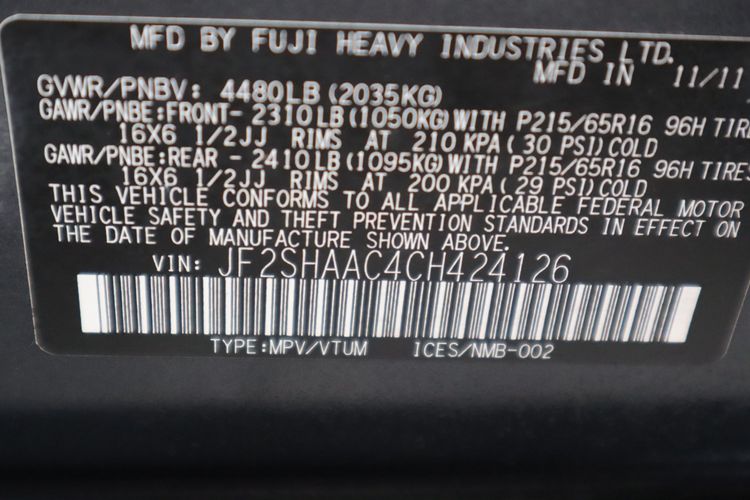 MFD BY FUJI HEAVY INDUSTRIES LTD.
MFD IN 11/11
GVWR/PNBV: 4480LB (2035KG)
GAWR/PNBE:FRONT- 2310LB (1050KG) WITH P215/65R16 96H TIRE
16X6 1/2JJ RIMS AT 210 KPA (30 PSI) COLD
GAWR/PNBE:REAR - 2410LB (1095KG) WITH P215/65R16 96H TIRES
16X6 1/2JJ RIMS AT 200 KPA (29 PSI) COLD
THIS VEHICLE CONFORMS TO ALL APPLICABLE FEDERAL MOTOR
VEHICLE SAFETY AND THEFT PREVENTION STANDARDS IN EFFECT ON
THE DATE OF MANUFACTURE SHOWN ABOVE.
VIN: JF2SHAAC4CH424126
TYPE:MPV/VTUM ICES/NMB-002